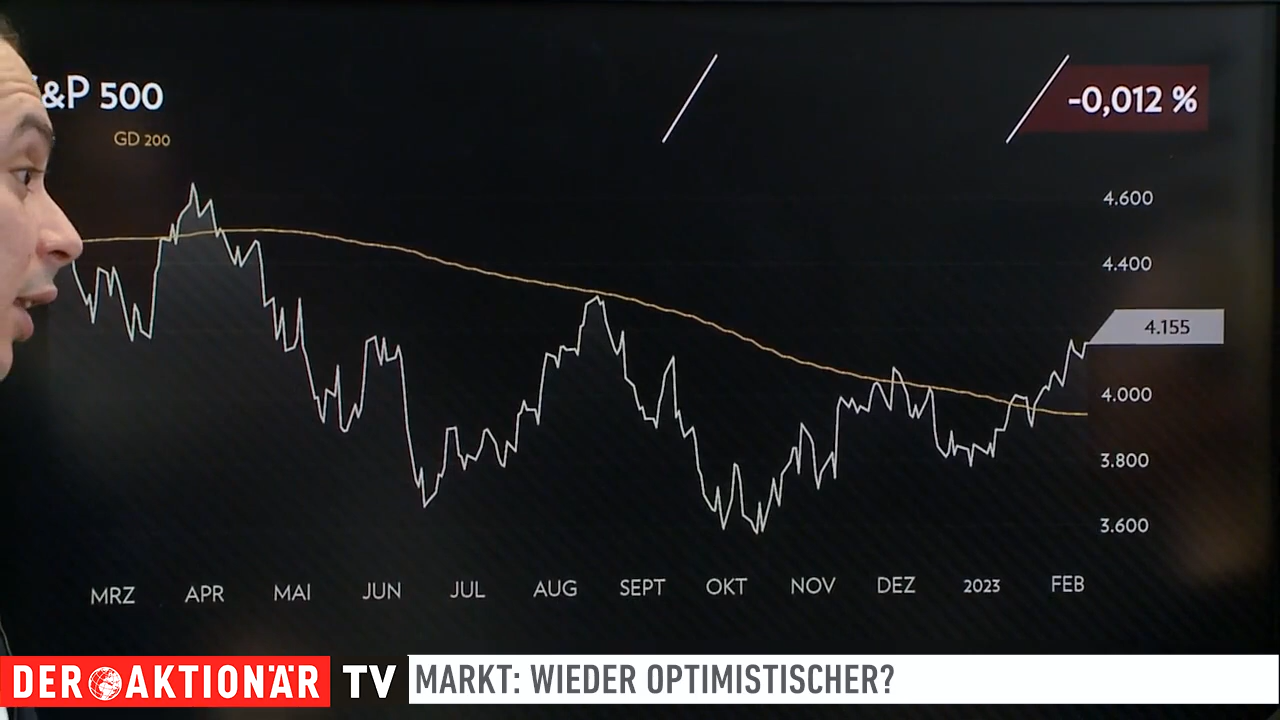 &P 500
-0,012 %
GD 200
4.600
4.400
4.155
4.000
3.800
3.600
MRZ APR MAI JUN JUL AUG SEPT OKT NOV DEZ 2023 FEB
DER AKTIONÄR TV MARKT: WIEDER OPTIMISTISCHER?